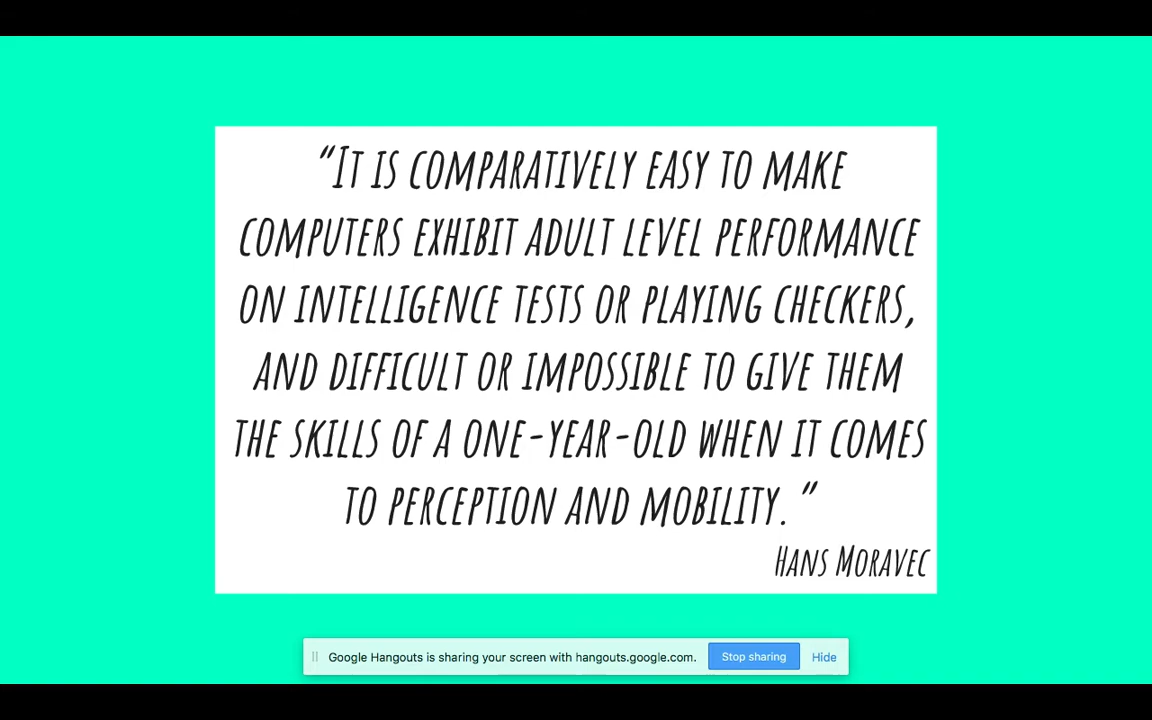 “It is comparatively easy to make
computers exhibit adult level performance
on intelligence tests or playing checkers,
and difficult or impossible to give them
the skills of a one-year-old when it comes
to perception and mobility. ”
Hans Moravec
Google Hangouts is sharing your screen with hangouts.google.com. Stop sharing Hide